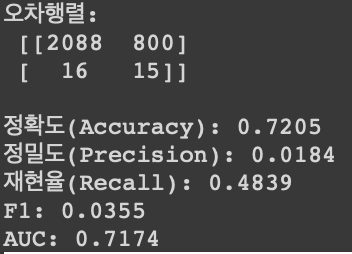 오차행렬:
[[2088 800]
[ 16 15]]
정확도(Accuracy): 0.7205
정밀도(Precision): 0.0184
재현율(Recall): 0.4839
F1: 0.0355
AUC: 0.7174